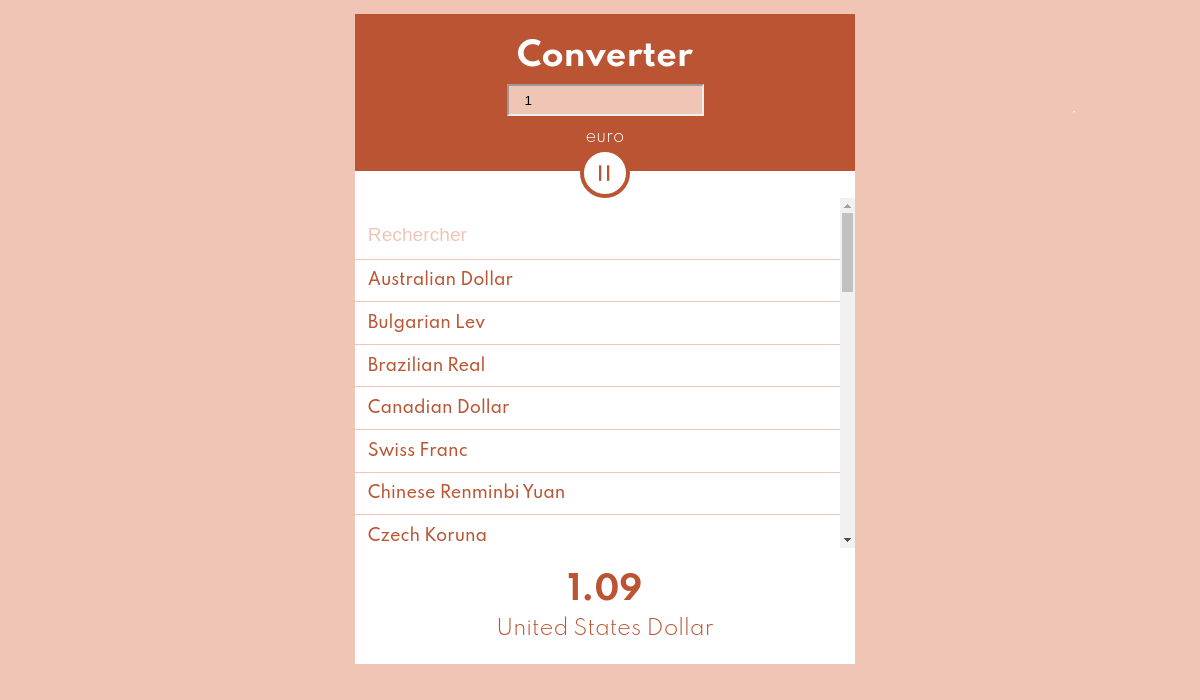 Converter
1
euro
Rechercher
Australian Dollar
Bulgarian Lev
Brazilian Real
Canadian Dollar
Swiss Franc
Chinese Renminbi Yuan
Czech Koruna
1.09
United States Dollar